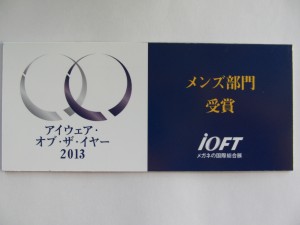 アイウェア・
オブ・ザ・イヤー
2013
メンズ部門
受賞
iOFT
メガネの国際総合展